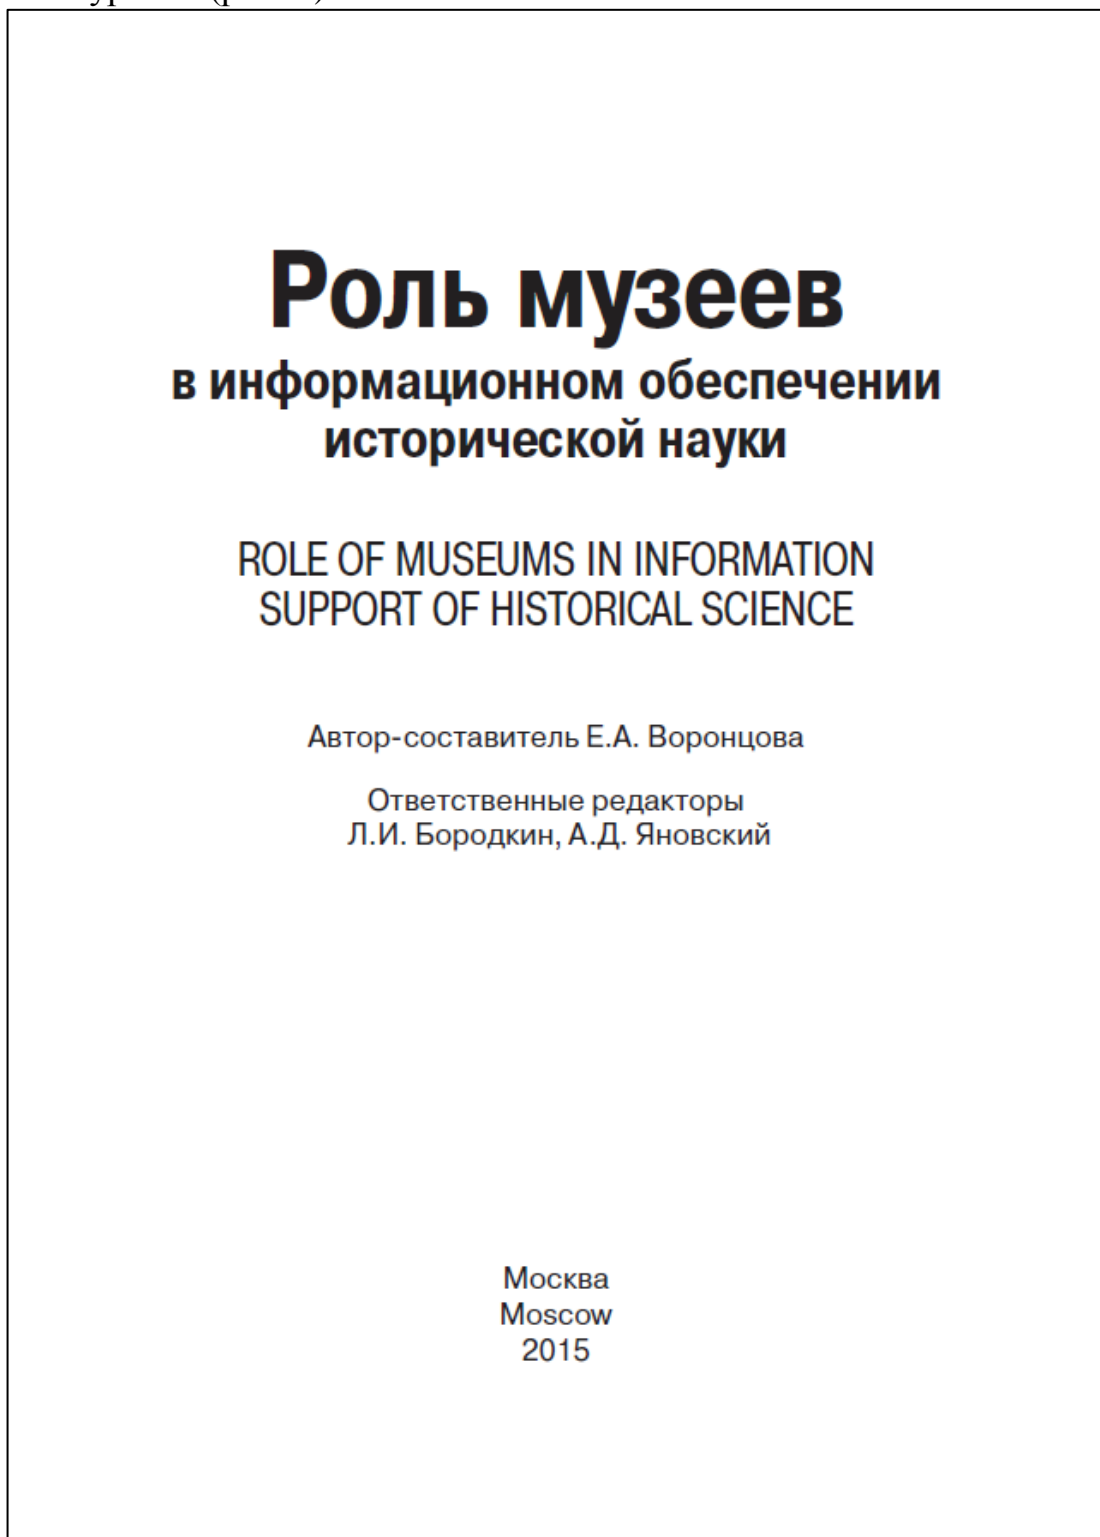 Роль музеев
в информационном обеспечении
исторической науки
ROLE OF MUSEUMS IN INFORMATION
SUPPORT OF HISTORICAL SCIENCE
Автор-составитель Е.А. Воронцова
Ответственные редакторы
Л.И. Бородкин, А.Д. Яновский
Москва
Moscow
2015